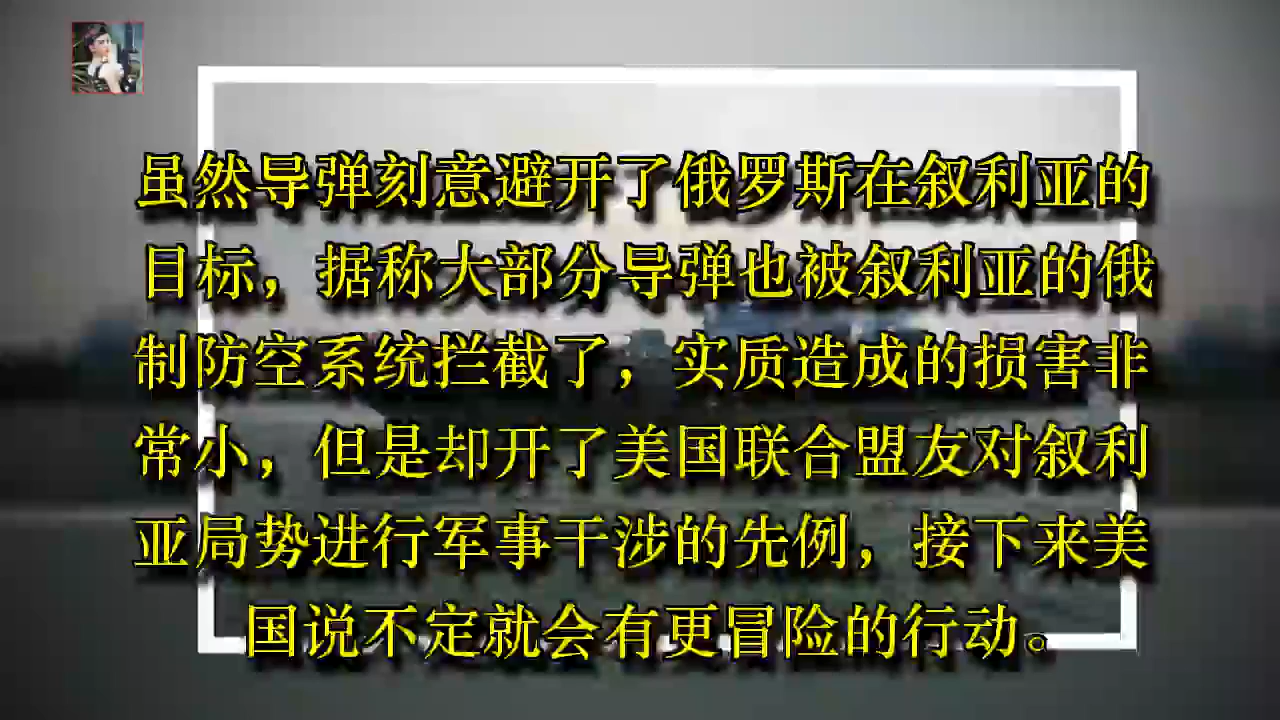 虽然导弹刻意避开了俄罗斯在叙利亚的
目标，据称大部分导弹也被叙利亚的俄
制防空系统拦截了，实质造成的损害非
常小，但是却开了美国联合盟友对叙利
亚局势进行军事干涉的先例，接下来美
国说不定就会有更冒险的行动。